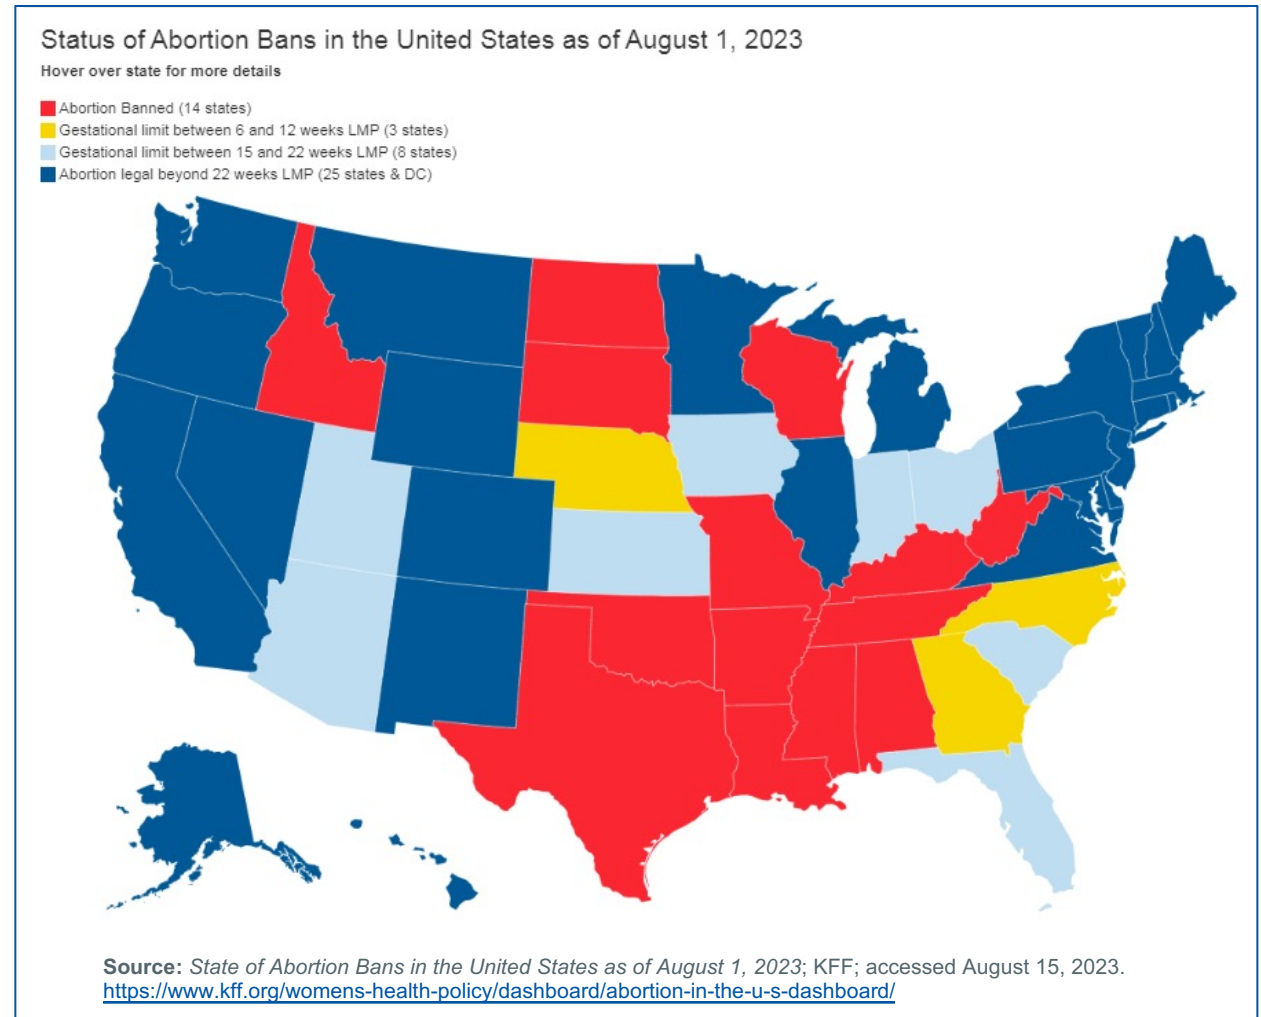 Status of Abortion Bans in the United States as of August 1, 2023
Hover over state for more details
Abortion Banned (14 states)
Gestational limit between 6 and 12 weeks LMP (3 states)
Gestational limit between 15 and 22 weeks LMP (8 states)
Abortion legal beyond 22 weeks LMP (25 states & DC)
Source: State of Abortion Bans in the United States as of August 1, 2023; KFF; accessed August 15, 2023.
https://www.kff.org/womens-health-policy/dashboard/abortion-in-the-u-s-dashboard/